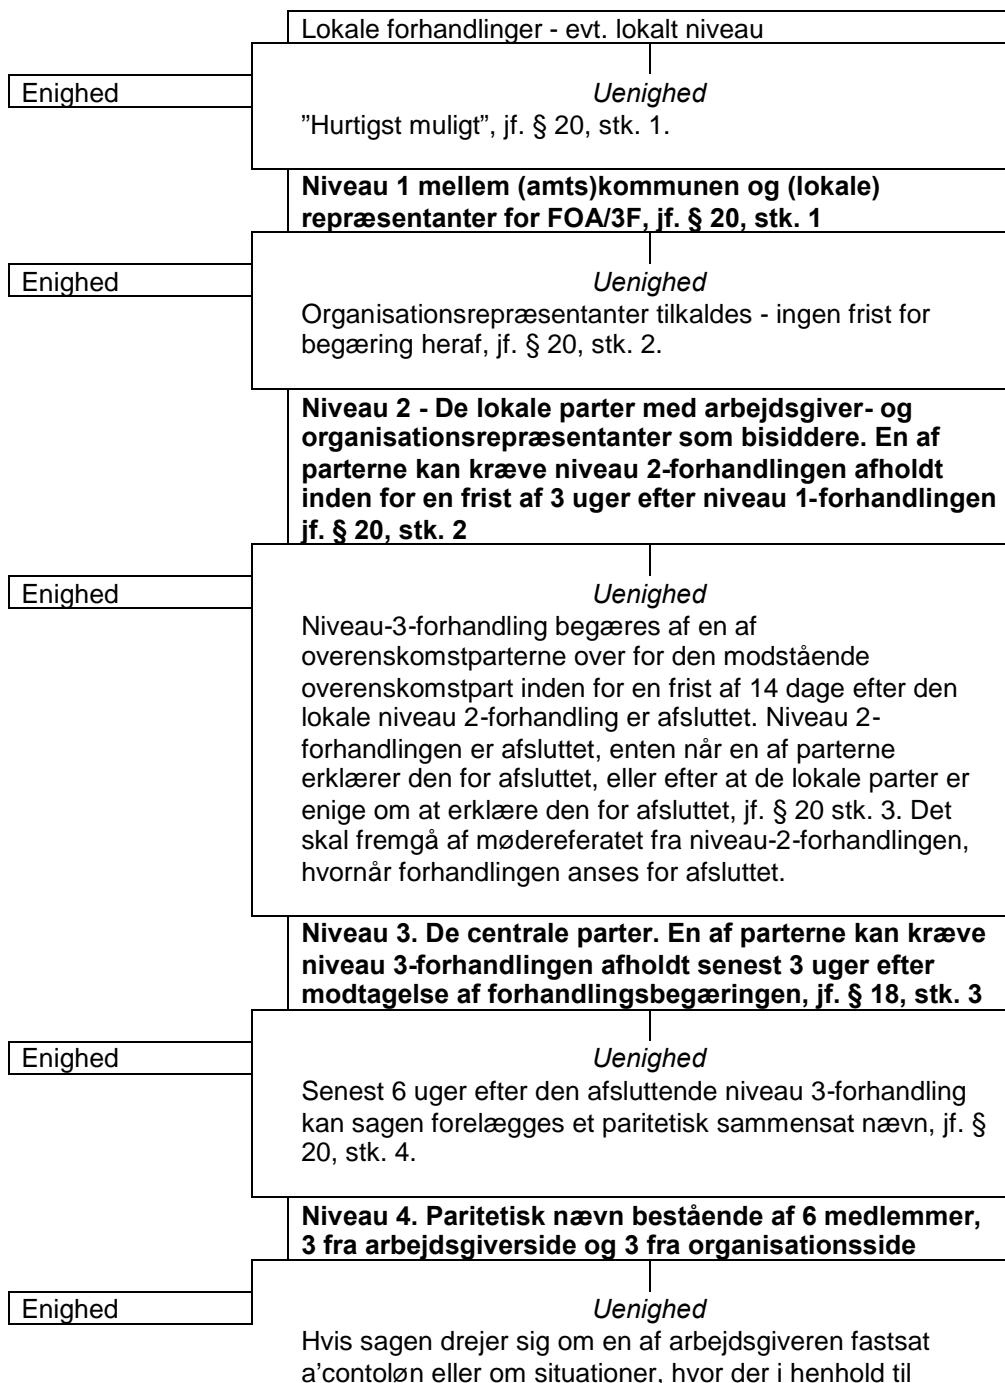 Lokale forhandlinger - evt. lokalt niveau
Enighed
Uenighed
”Hurtigst muligt”, jf. § 20, stk. 1.
Niveau 1 mellem (amts)kommunen og (lokale)
repræsentanter for FOA/3F, jf. § 20, stk. 1
Enighed
Uenighed
Organisationsrepræsentanter tilkaldes - ingen frist for
begæring heraf, jf. § 20, stk. 2.
Niveau 2 - De lokale parter med arbejdsgiver- og
organisationsrepræsentanter som bisiddere. En af
parterne kan kræve niveau 2-forhandlingen afholdt
inden for en frist af 3 uger efter niveau 1-forhandlingen
jf. § 20, stk. 2
Enighed
Uenighed
Niveau-3-forhandling begæres af en af
overenskomstparterne over for den modstående
overenskomstpart inden for en frist af 14 dage efter den
lokale niveau 2-forhandling er afsluttet. Niveau 2-
forhandlingen er afsluttet, enten når en af parterne
erklærer den for afsluttet, eller efter at de lokale parter er
enige om at erklære den for afsluttet, jf. § 20 stk. 3. Det
skal fremgå af mødereferatet fra niveau-2-forhandlingen,
hvornår forhandlingen anses for afsluttet.
Niveau 3. De centrale parter. En af parterne kan kræve
niveau 3-forhandlingen afholdt senest 3 uger efter
modtagelse af forhandlingsbegæringen, jf. § 18, stk. 3
Enighed
Uenighed
Senest 6 uger efter den afsluttende niveau 3-forhandling
kan sagen forelægges et paritetisk sammensat nævn, jf. §
20, stk. 4.
Niveau 4. Paritetisk nævn bestående af 6 medlemmer,
3 fra arbejdsgiverside og 3 fra organisationsside
Enighed
Uenighed
Hvis sagen drejer sig om en af arbejdsgiveren fastsat
a’contoløn eller om situationer, hvor der i henhold til